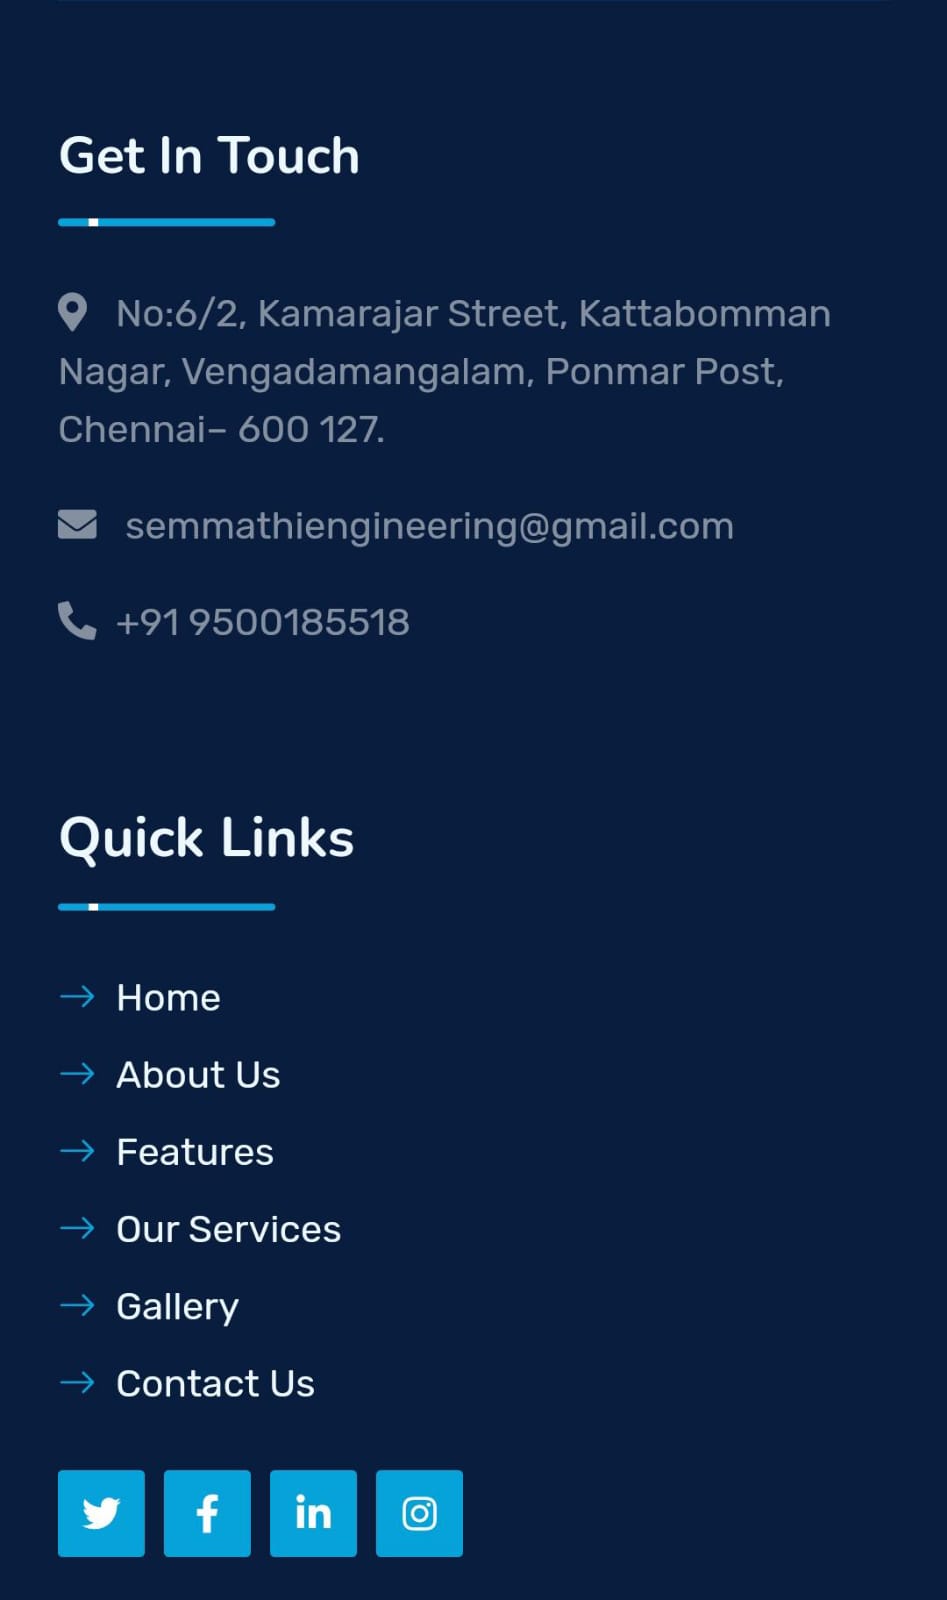 Get In Touch
No:6/2, Kamarajar Street, Kattabomman
Nagar, Vengadamangalam, Ponmar Post,
Chennai– 600 127.
semmathiengineering@gmail.com
+91 9500185518
Quick Links
Home
About Us
Features
Our Services
Gallery
Contact Us